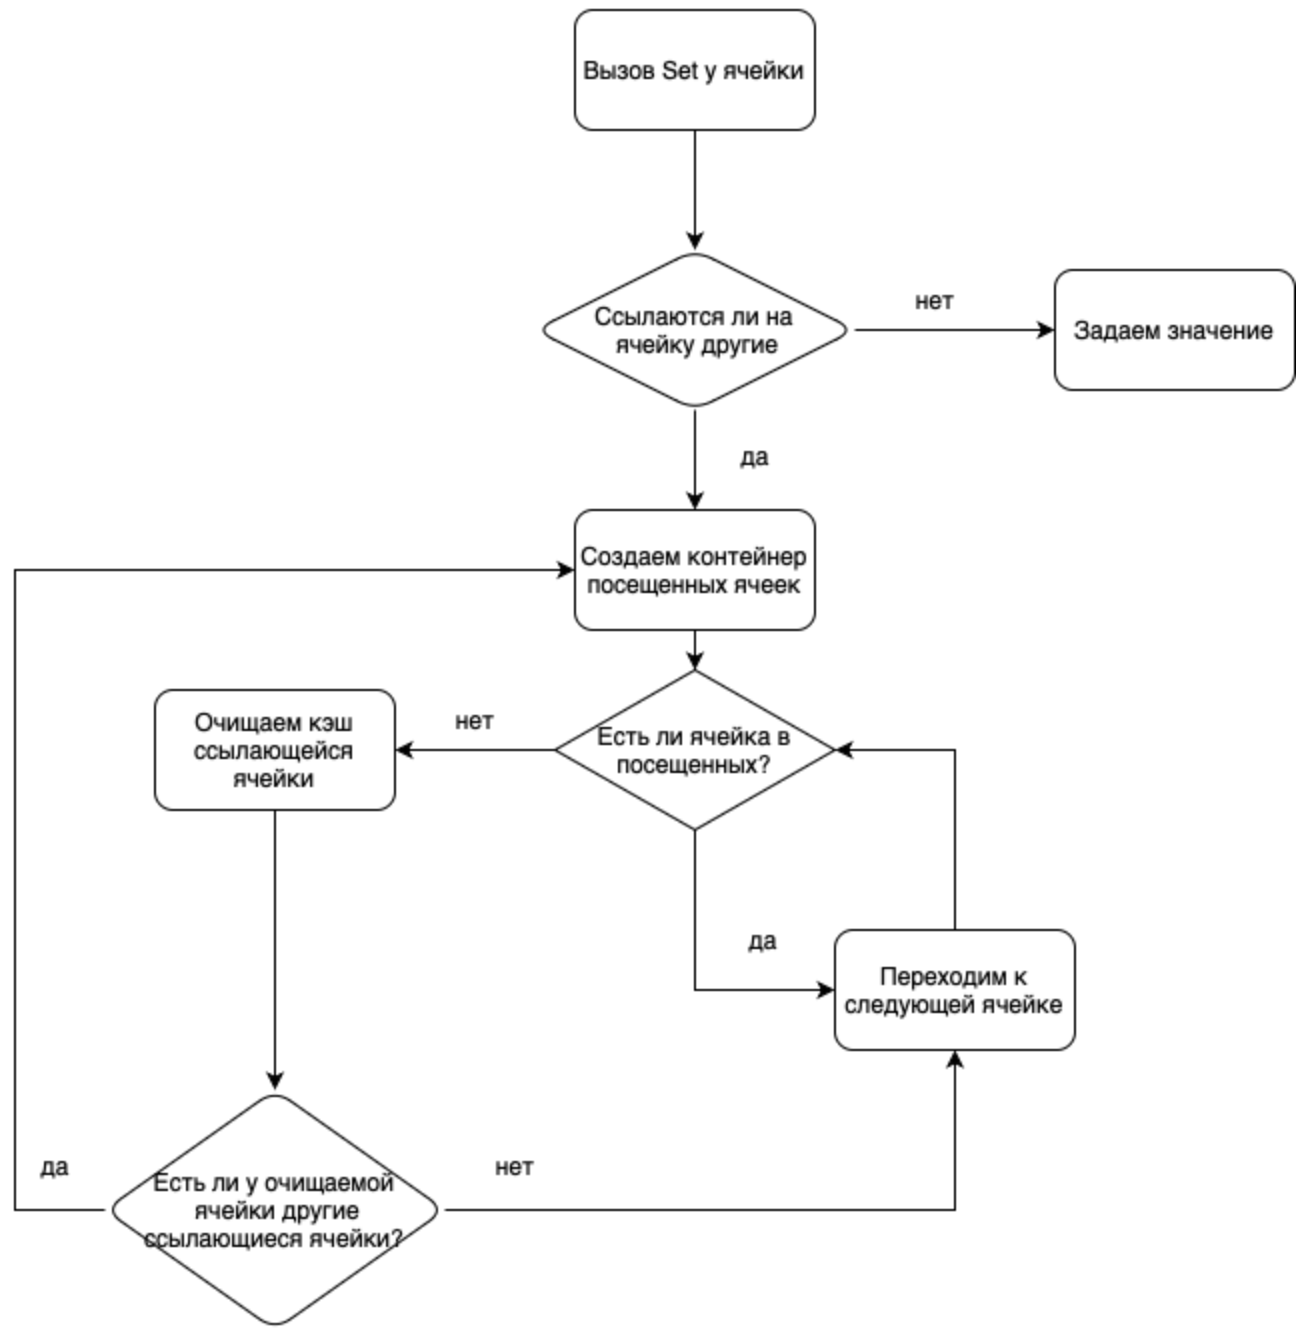 Вызов Set у ячейки
Ссылаются ли на
ячейку другие
нет
Задаем значение
да
Создаем контейнер
посещенных ячеек
Очищаем кэш
ссылающейся
ячейки
нет
Есть ли ячейка в
посещенных?
да
Переходим к
следующей ячейке
да
Есть ли у очищаемой
ячейки другие
ссылающиеся ячейки?
нет